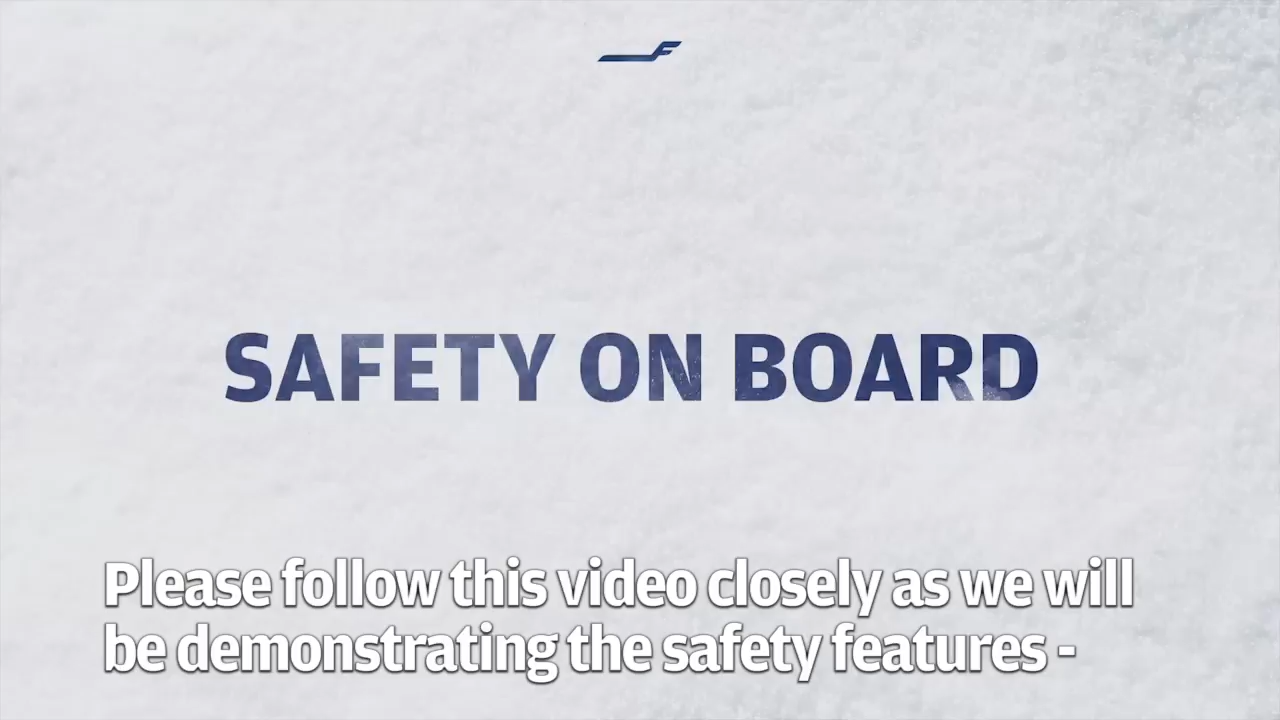 SAFETY ON BOARD
Please follow this video closely as we will
be demonstrating the safety features -